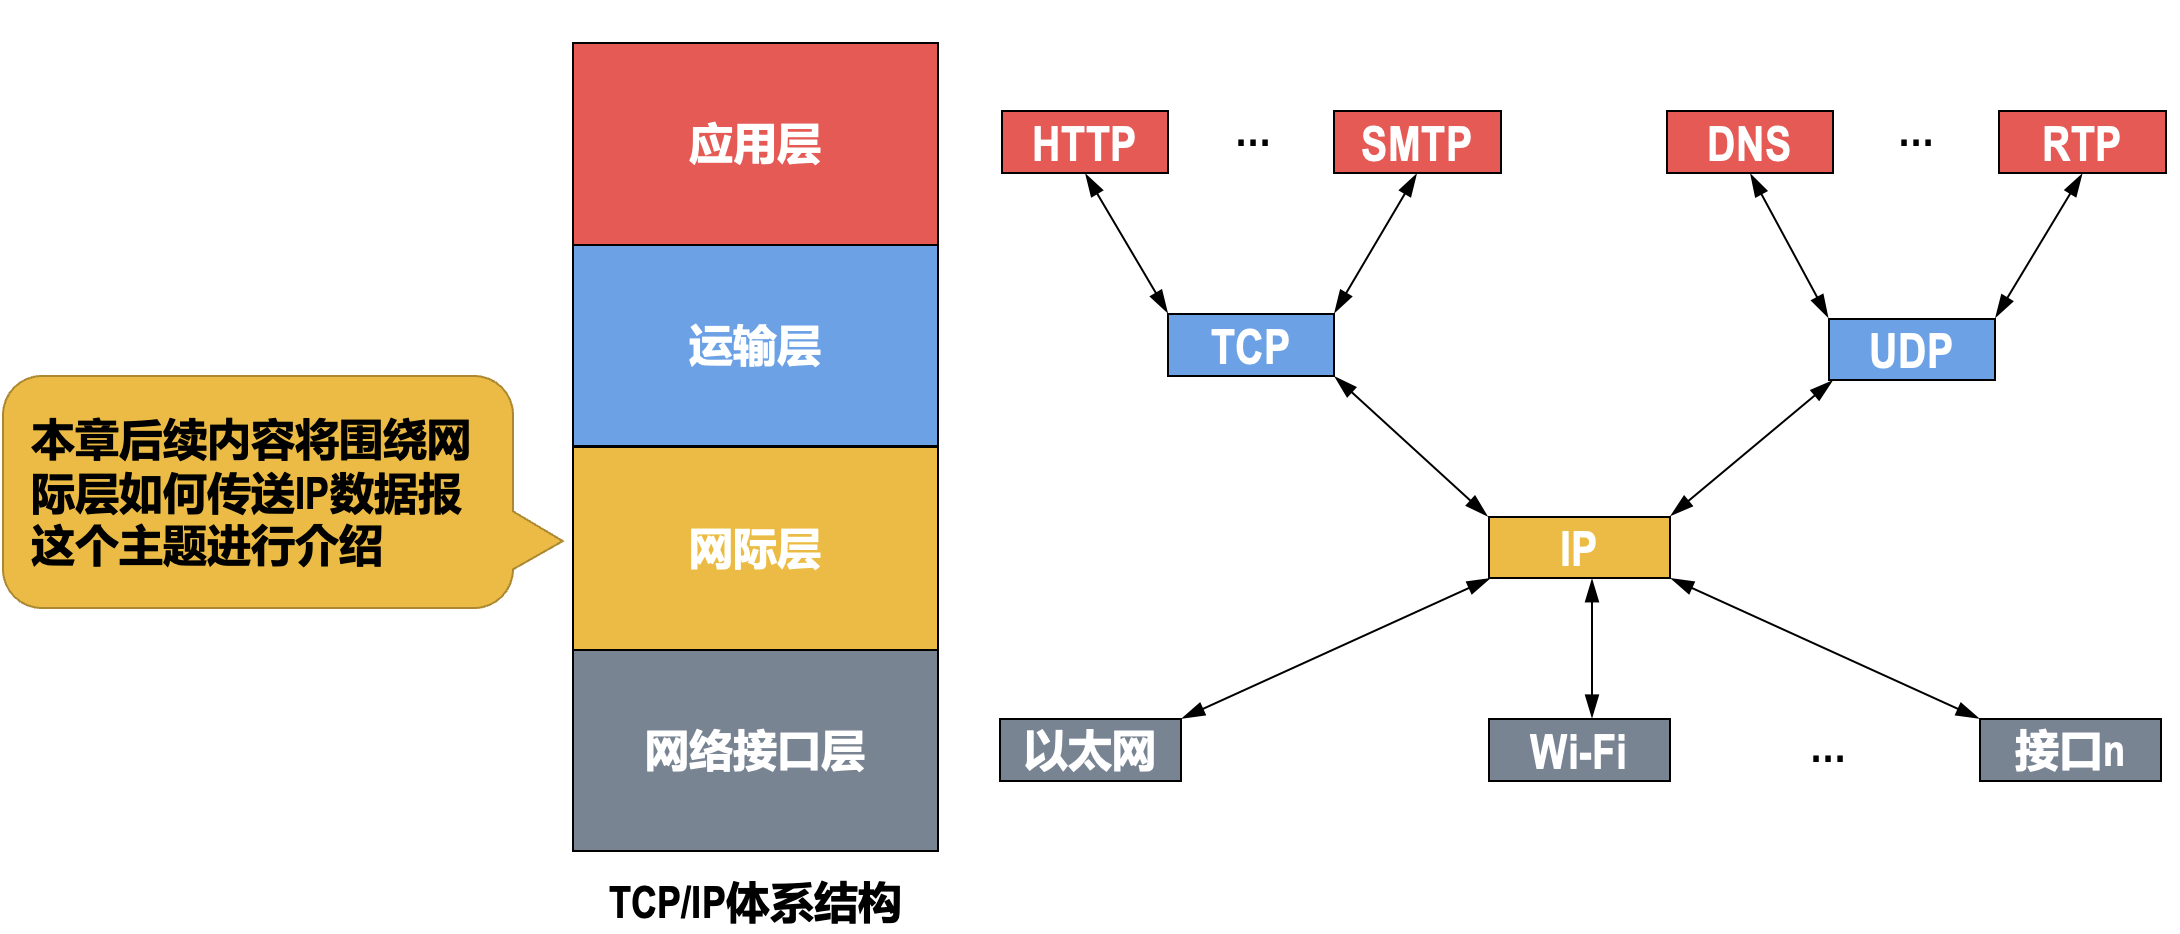 应用层
HTTP
...
SMTP
DNS
...
RTP
运输层
TCP
UDP
本章后续内容将围绕网
际层如何传送IP数据报
这个主题进行介绍
网际层
IP
网络接口层
以太网
Wi-Fi
...
接口n
TCP/IP体系结构